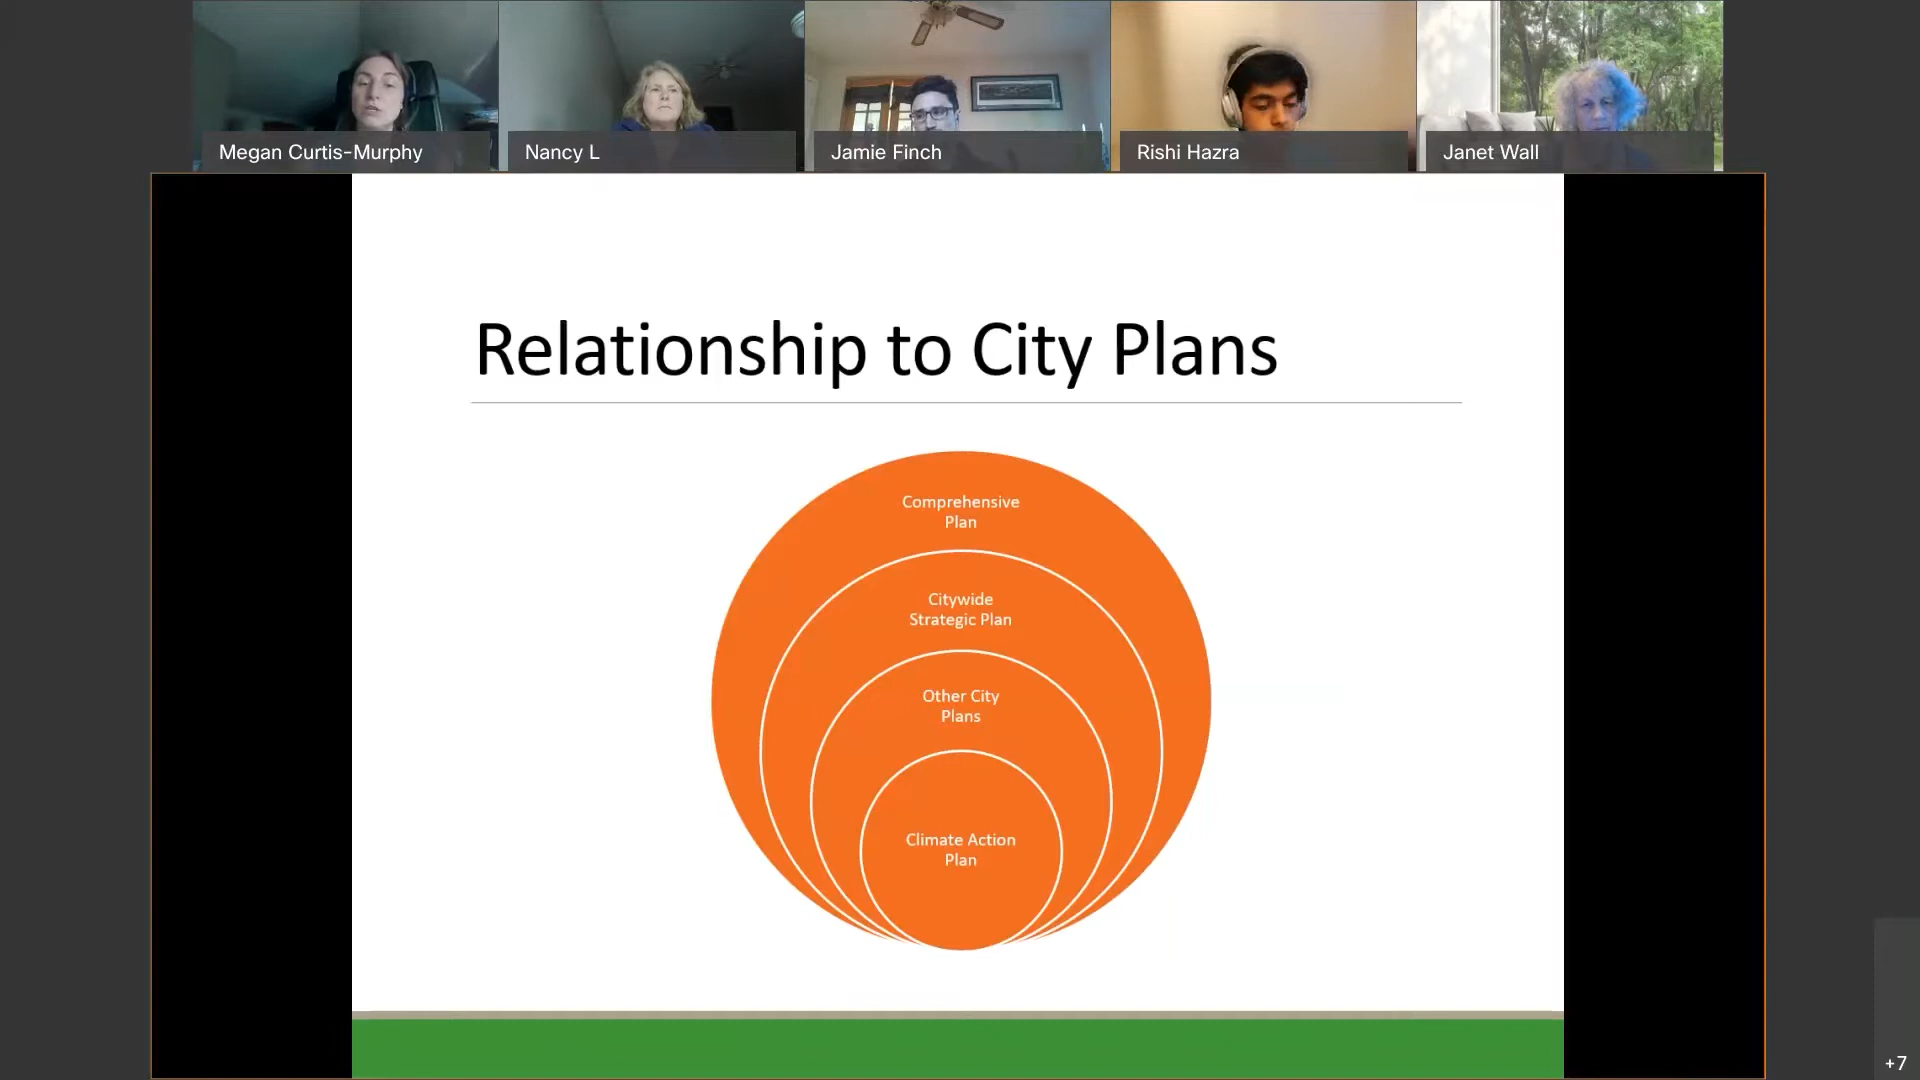 Megan Curtis-Murphy
Nancy L
Jamie Finch
Rishi Hazra
Janet Wall
Relationship to City Plans
Comprehensive
Plan
Citywide
Strategic Plan
Other City
Plans
Climate Action
Plan
+7